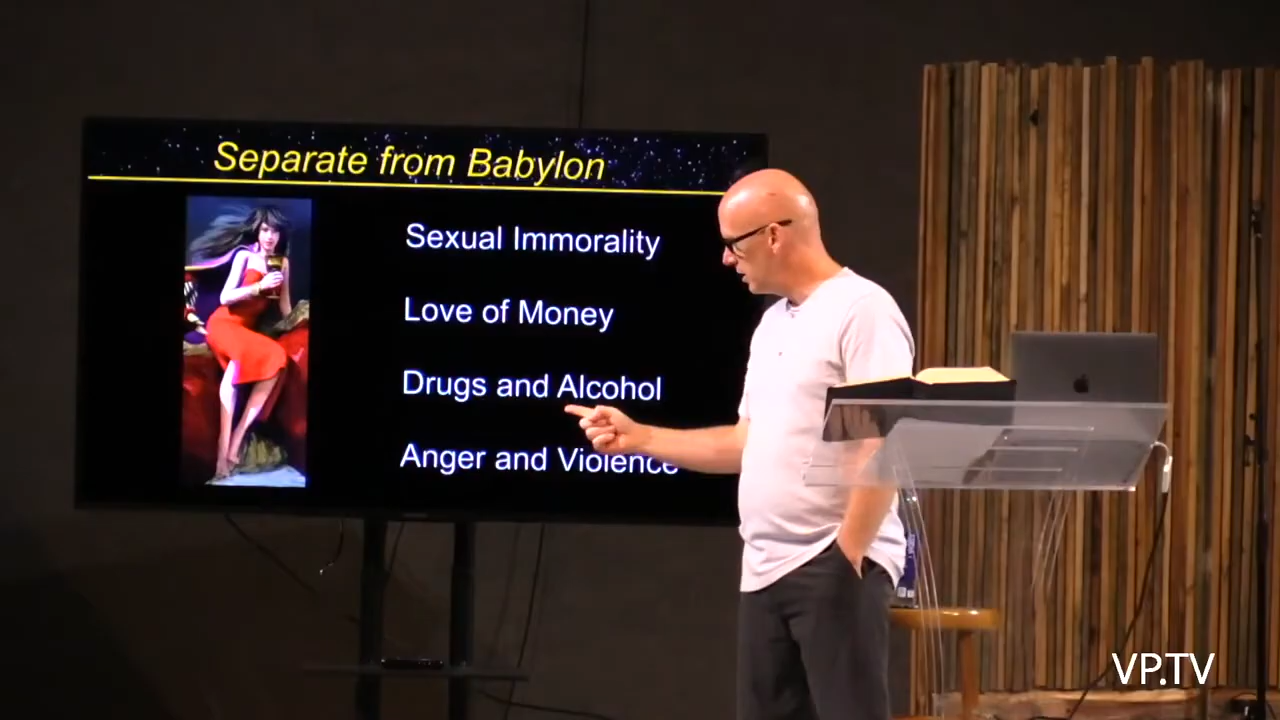 Separate from Babylon
Sexual Immorality
Love of Money
Drugs and Alcohol
Anger and Violence
VP.TV